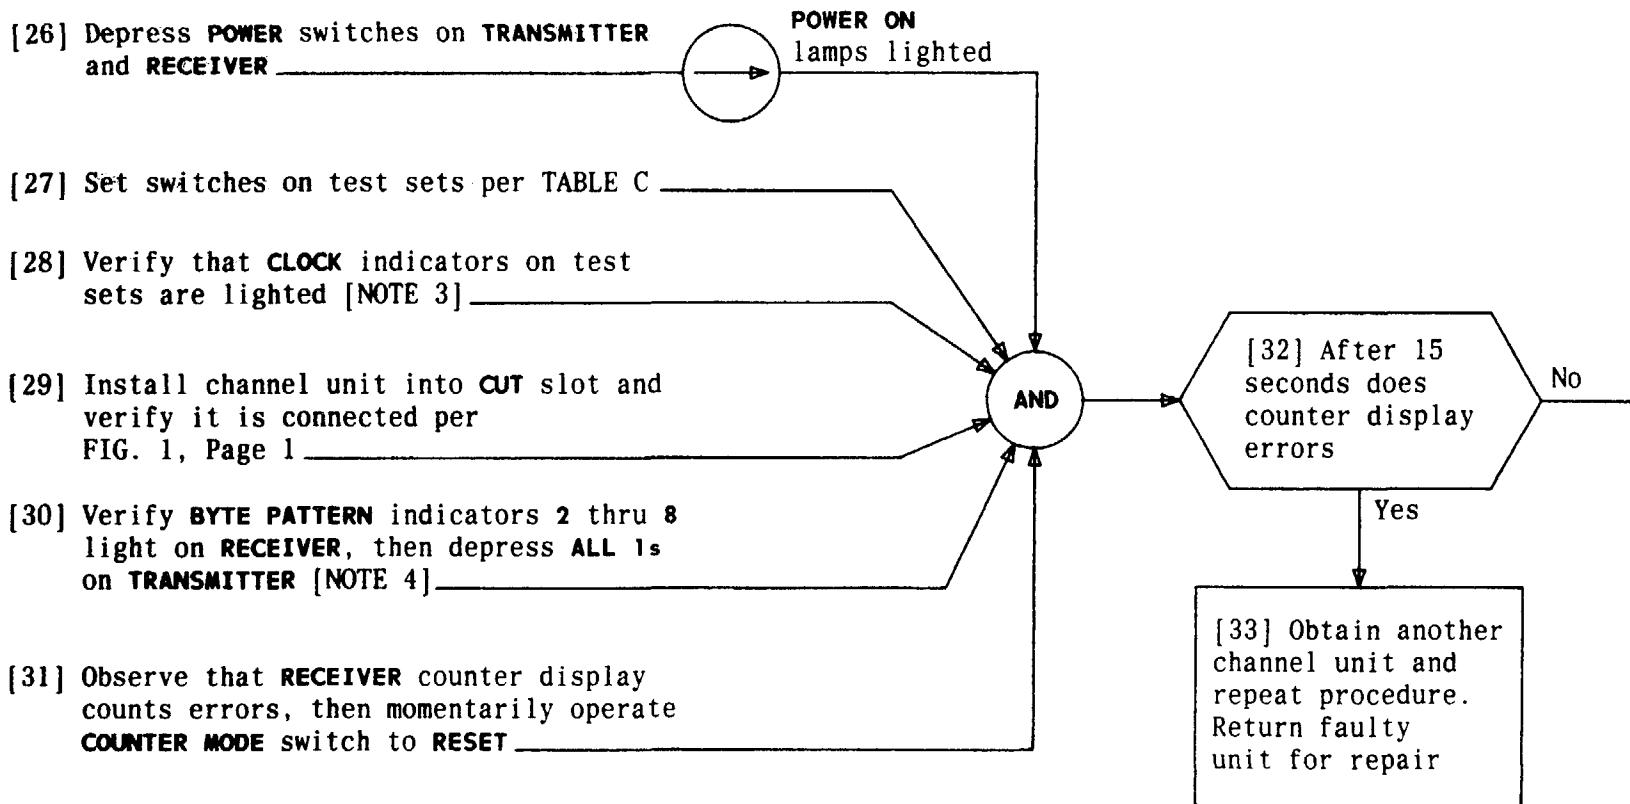 [26] Depress POWER switches on TRANSMITTER
and RECEIVER
POWER ON
lamps lighted
[27] Set switches on test sets per TABLE C
[28] Verify that CLOCK indicators on test
sets are lighted [NOTE 3]
[29] Install channel unit into CUT slot and
verify it is connected per
FIG. 1, Page 1
[30] Verify BYTE PATTERN indicators 2 thru 8
light on RECEIVER, then depress ALL 1s
on TRANSMITTER [NOTE 4]
[31] Observe that RECEIVER counter display
counts errors, then momentarily operate
COUNTER MODE switch to RESET
AND
[32] After 15
seconds does
counter display
errors
No
Yes
[33] Obtain another
channel unit and
repeat procedure.
Return faulty
unit for repair